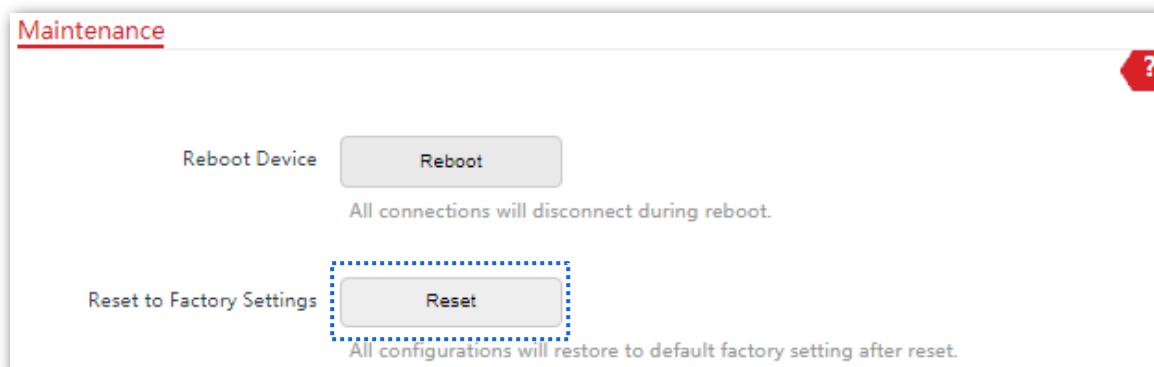 Maintenance
?
Reboot Device Reboot
All connections will disconnect during reboot.
Reset to Factory Settings Reset
All configurations will restore to default factory setting after reset.